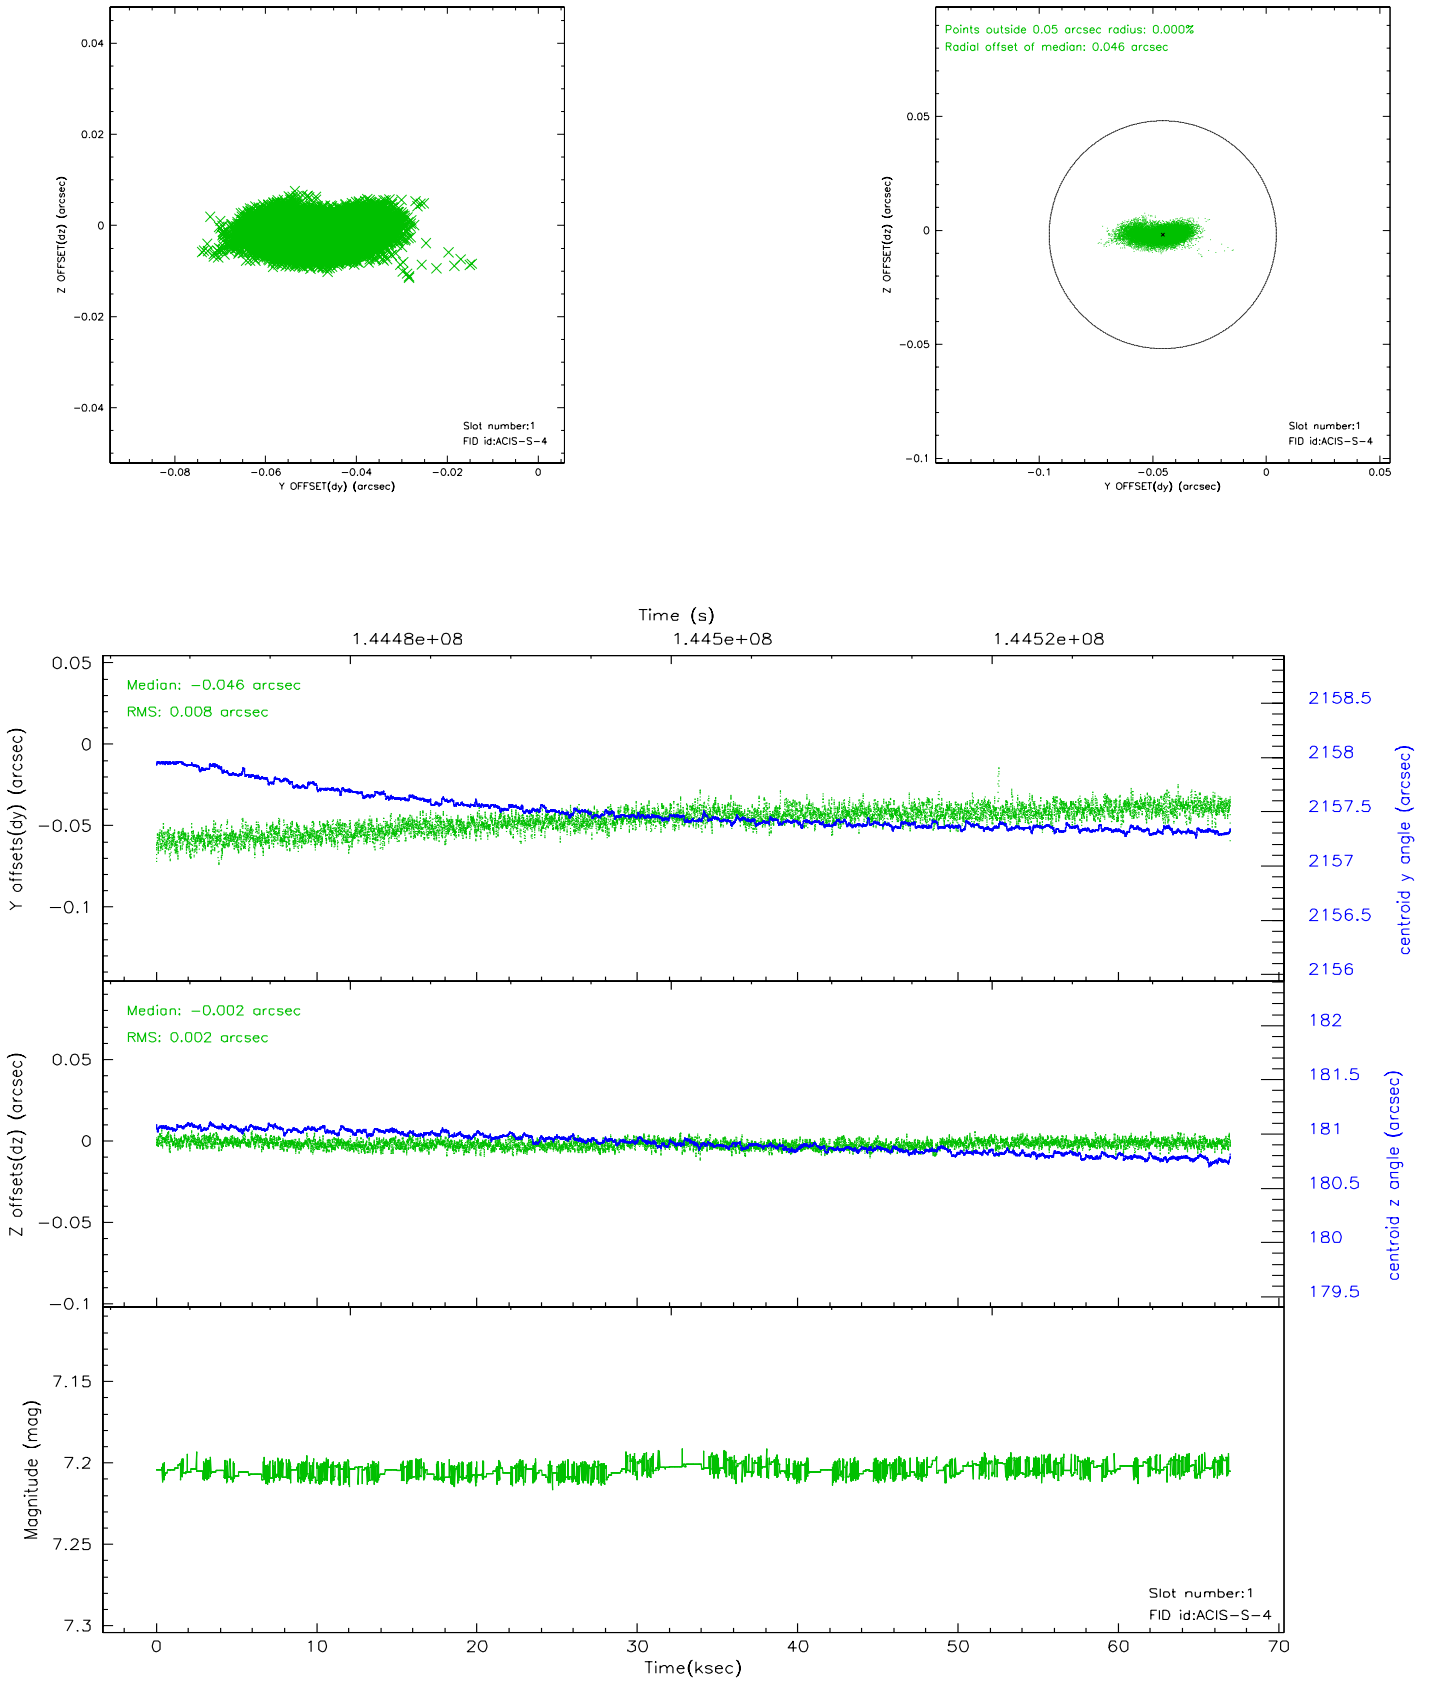 0.04
0.02
0
−0.02
−0.04
Z OFFSET(dz) (arcsec)
Slot number:1
FID id:ACIS−S−4
−0.08
−0.06
−0.04
−0.02
0
Y OFFSET(dy) (arcsec)
Points outside 0.05 arcsec radius: 0.000%
Radial offset of median: 0.046 arcsec
0.05
0
−0.05
−0.1
Z OFFSET(dz) (arcsec)
Slot number:1
FID id:ACIS−S−4
−0.1
−0.05
0
0.05
Y OFFSET(dy) (arcsec)
Time (s)
1.4448e+08
1.445e+08
1.4452e+08
0.05
0
−0.05
−0.1
Y offsets(dy) (arcsec)
Median: −0.046 arcsec
RMS: 0.008 arcsec
2158.5
2158
2157.5
2157
2156.5
2156
centroid y angle (arcsec)
0.05
0
−0.05
−0.1
Z offsets(dz) (arcsec)
Median: −0.002 arcsec
RMS: 0.002 arcsec
182
181.5
181
180.5
180
179.5
centroid z angle (arcsec)
7.15
7.2
7.25
7.3
Magnitude (mag)
Slot number:1
FID id:ACIS−S−4
0
10
20
30
40
50
60
70
Time(ksec)